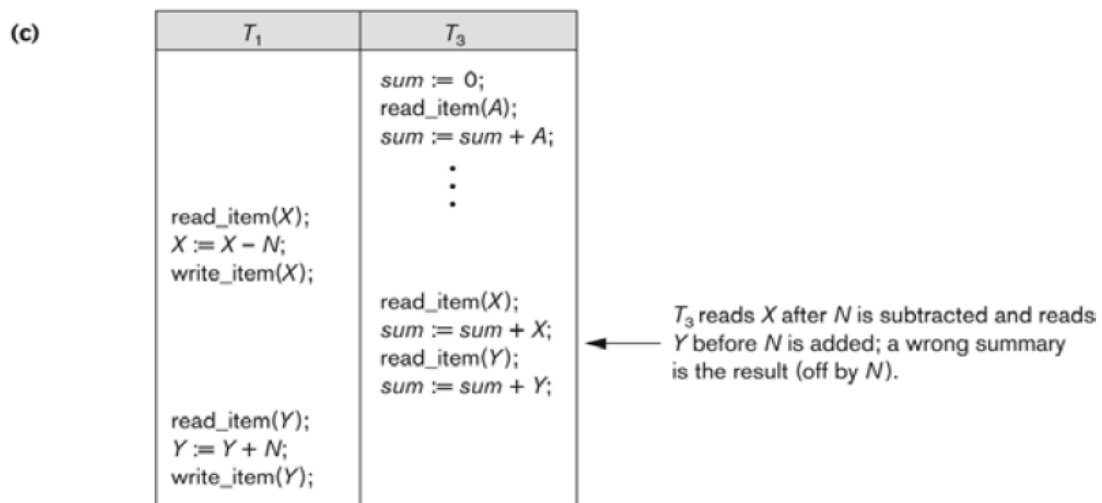 (c)
T₁ T₃
sum := 0;
read_item(A);
sum := sum + A;
read_item(X);
X := X – N;
write_item(X);
read_item(X);
sum := sum + X;
read_item(Y);
sum := sum + Y;
T₃ reads X after N is subtracted and reads
Y before N is added; a wrong summary
is the result (off by N).
read_item(Y);
Y := Y + N;
write_item(Y);